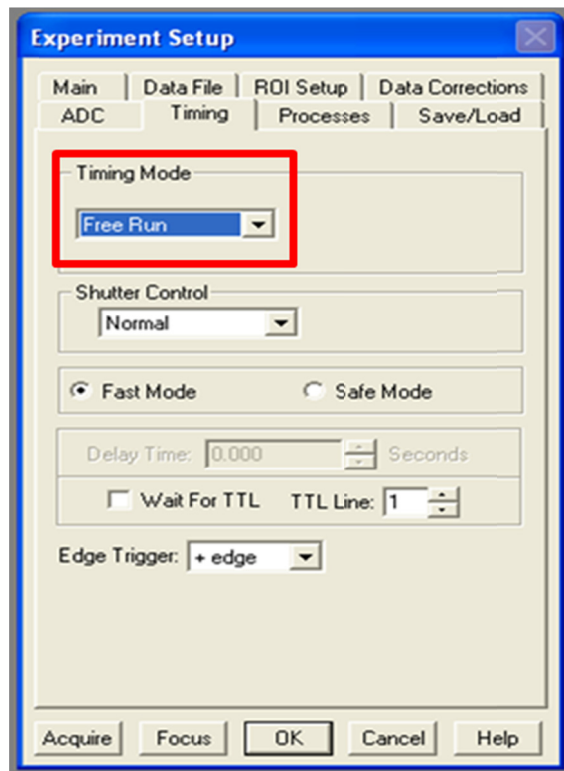 Experiment Setup
Main Data File ROI Setup Data Corrections
ADC Timing Processes Save/Load
Timing Mode
Free Run
Shutter Control
Normal
Fast Mode Safe Mode
Delay Time: 0.000 Seconds
Wait For TTL TTL Line: 1
Edge Trigger: + edge
Acquire Focus OK Cancel Help